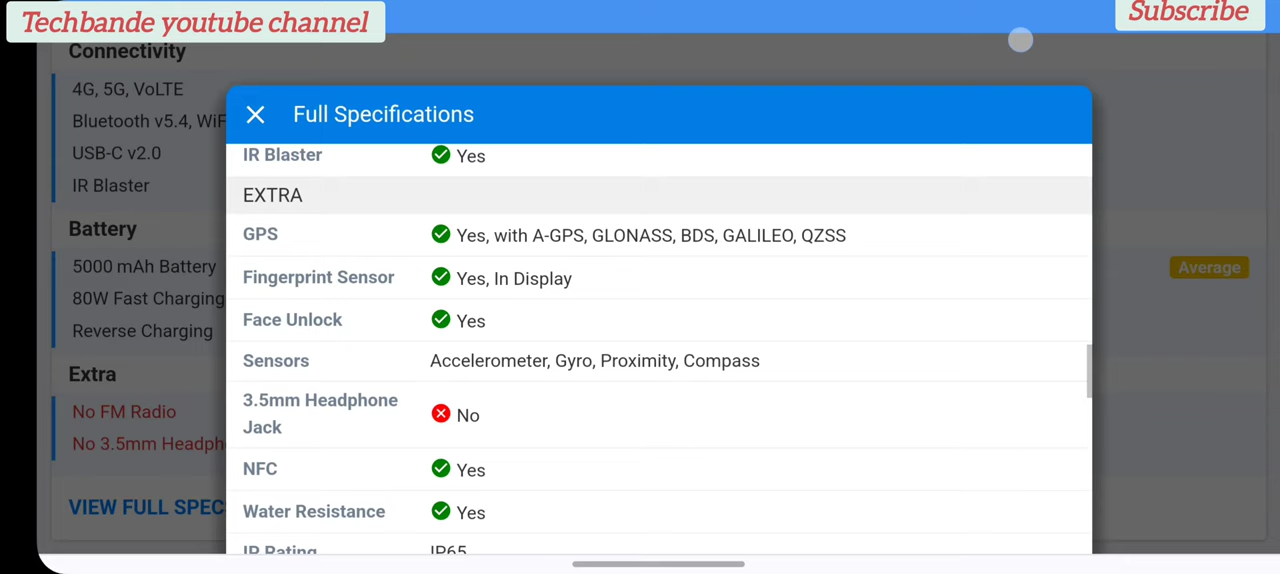 Techbande youtube channel
Subscribe
Connectivity
4G, 5G, VoLTE
Bluetooth v5.4, WiF
USB-C v2.0
IR Blaster
Battery
5000 mAh Battery
80W Fast Charging
Reverse Charging
Average
Extra
No FM Radio
No 3.5mm Headph
VIEW FULL SPEC
Full Specifications
IR Blaster Yes
EXTRA
GPS Yes, with A-GPS, GLONASS, BDS, GALILEO, QZSS
Fingerprint Sensor Yes, In Display
Face Unlock Yes
Sensors Accelerometer, Gyro, Proximity, Compass
3.5mm Headphone
Jack No
NFC Yes
Water Resistance Yes
IP Rating IP65